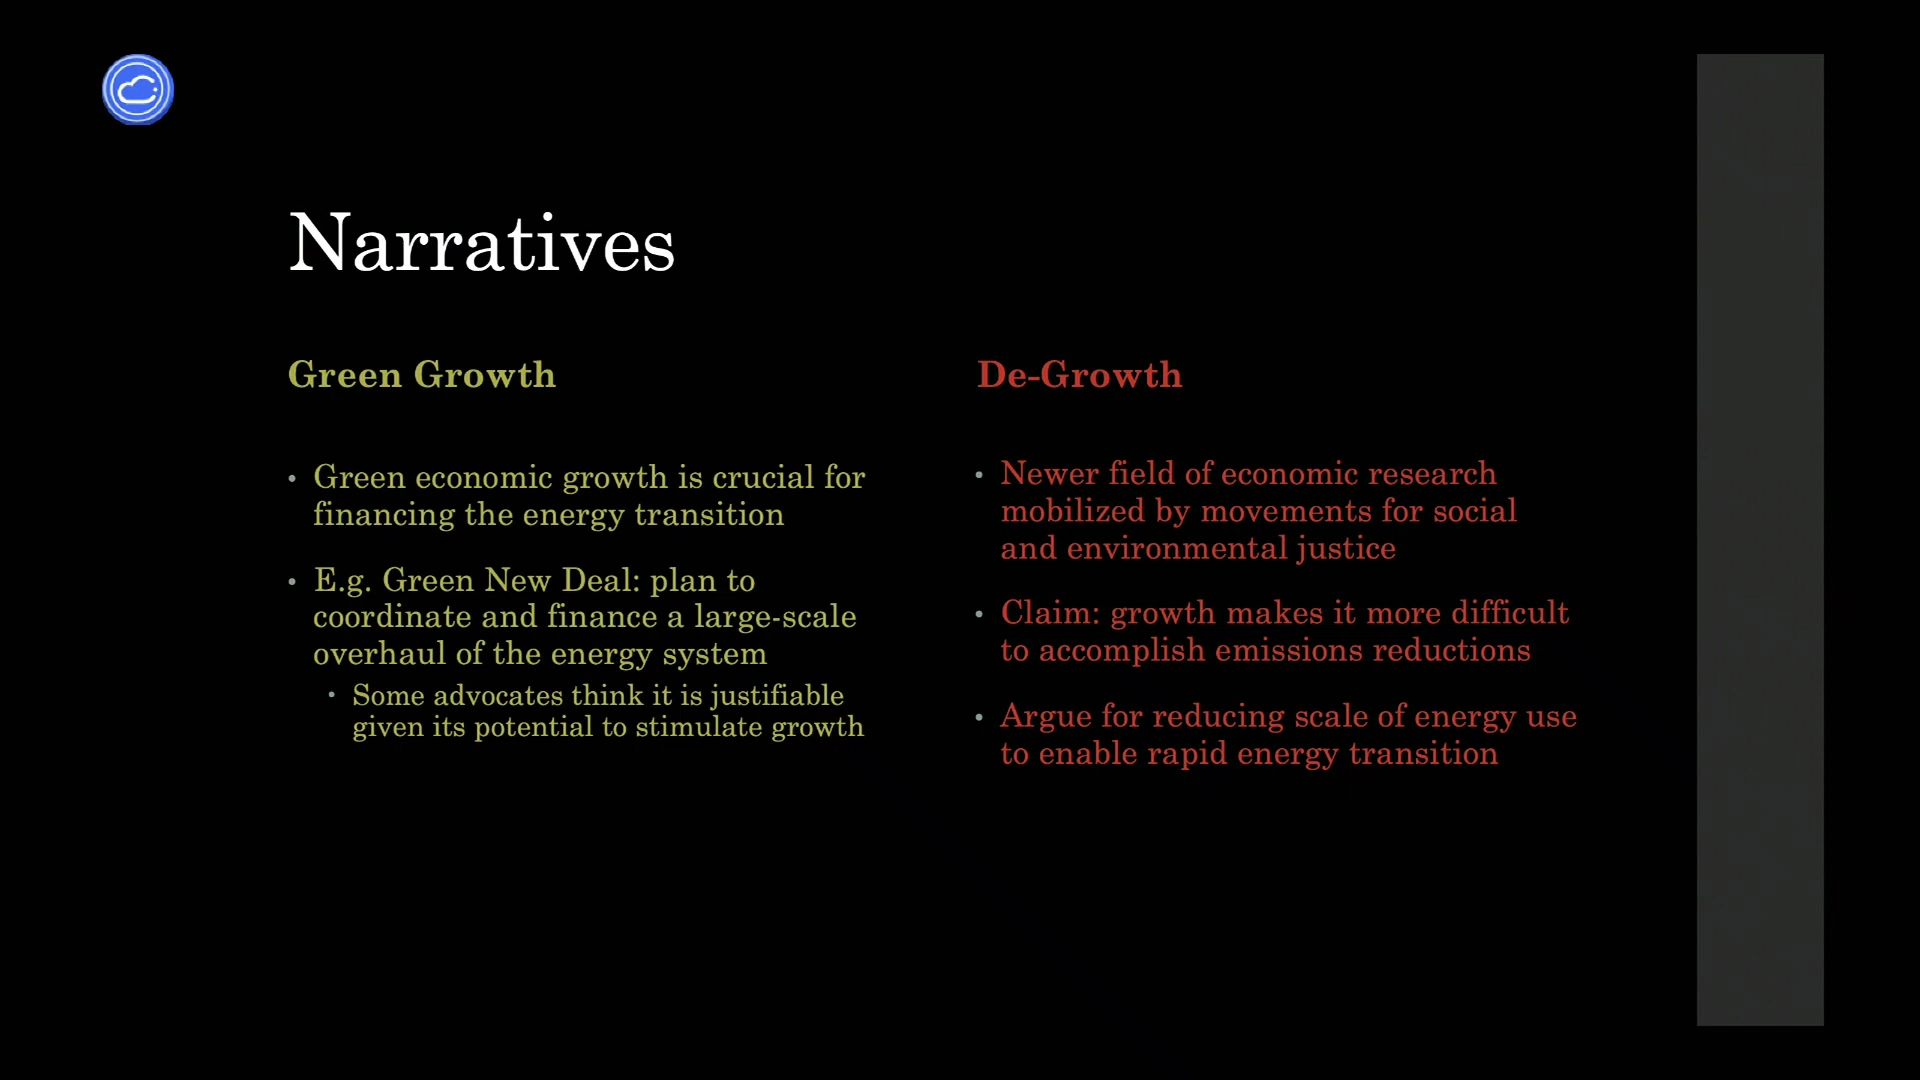 Narratives
Green Growth
• Green economic growth is crucial for
financing the energy transition
• E.g. Green New Deal: plan to
coordinate and finance a large-scale
overhaul of the energy system
• Some advocates think it is justifiable
given its potential to stimulate growth
De-Growth
• Newer field of economic research
mobilized by movements for social
and environmental justice
• Claim: growth makes it more difficult
to accomplish emissions reductions
• Argue for reducing scale of energy use
to enable rapid energy transition